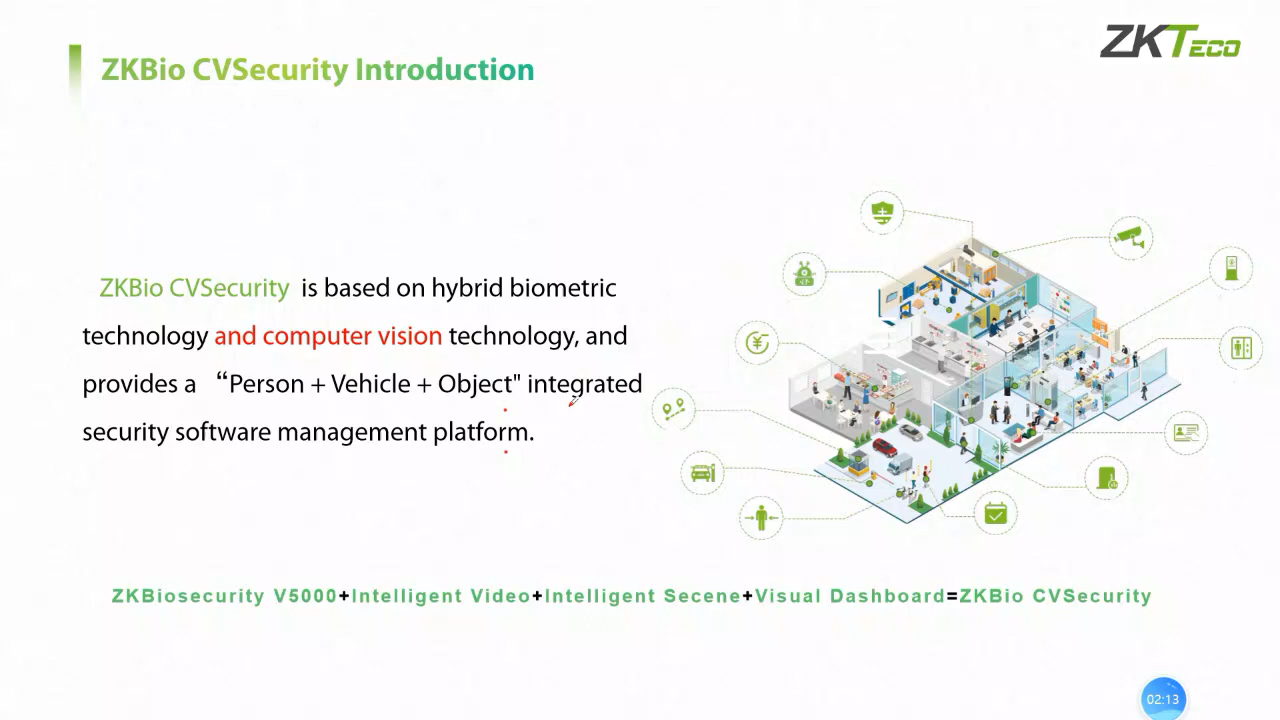 ZKBio CVSecurity Introduction
ZKTECO
ZKBio CVSecurity is based on hybrid biometric
technology and computer vision technology, and
provides a “Person + Vehicle + Object" integrated
security software management platform.
ZKBiosecurity V5000+Intelligent Video+Intelligent Secene+Visual Dashboard=ZKBio CVSecurity
02:13